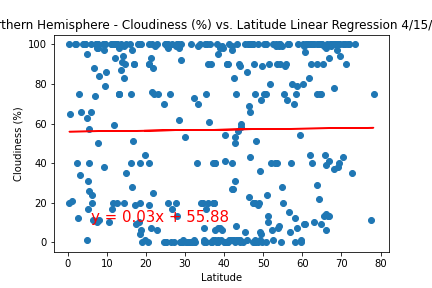 rthern Hemisphere - Cloudiness (%) vs. Latitude Linear Regression 4/15/
100
80
60
40
20
0
Cloudiness (%)
y = 0.03x + 55.88
0 10 20 30 40 50 60 70 80
Latitude